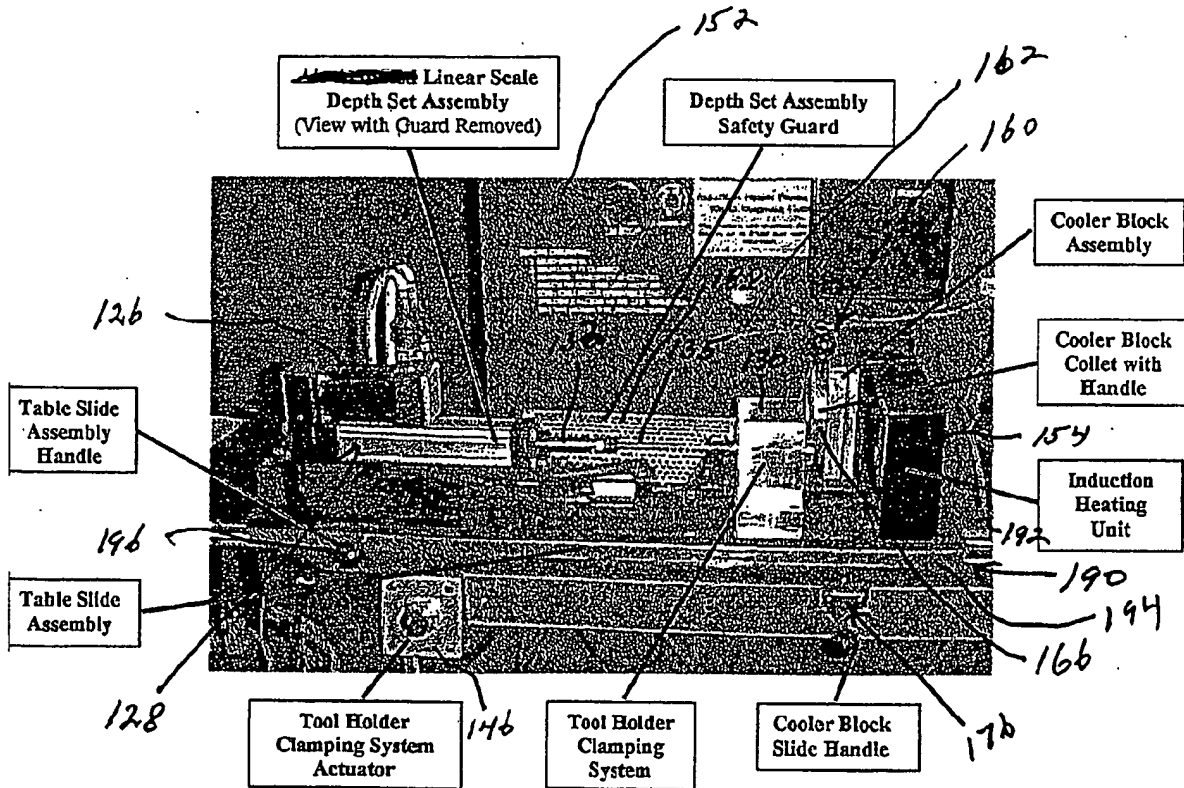 152
162
Linear Scale
Depth Set Assembly
(View with Guard Removed)
Depth Set Assembly
Safety Guard
160
Cooler Block
Assembly
126
Cooler Block
Collet with
Handle
Table Slide
Assembly
Handle
130
154
Induction
Heating
Unit
196
192
190
Table Slide
Assembly
194
166
128
146
176
Tool Holder
Clamping System
Actuator
Tool Holder
Clamping
System
Cooler Block
Slide Handle